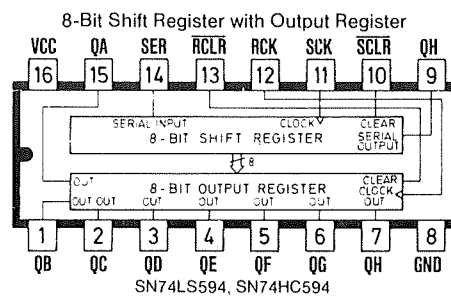 8-Bit Shift Register with Output Register
VCC QA SER RCLR RCK SCK SCLR QH
16 15 14 13 12 11 10 9
SERIAL INPUT CLOCK CLEAR
8-BIT SHIFT REGISTER SERIAL
OUTPUT
8
OUT 8-BIT OUTPUT REGISTER CLEAR
CLOCK
OUT OUT OUT OUT OUT OUT OUT
1 2 3 4 5 6 7 8
QB QC QD QE QF QG QH GND
SN74LS594, SN74HC594